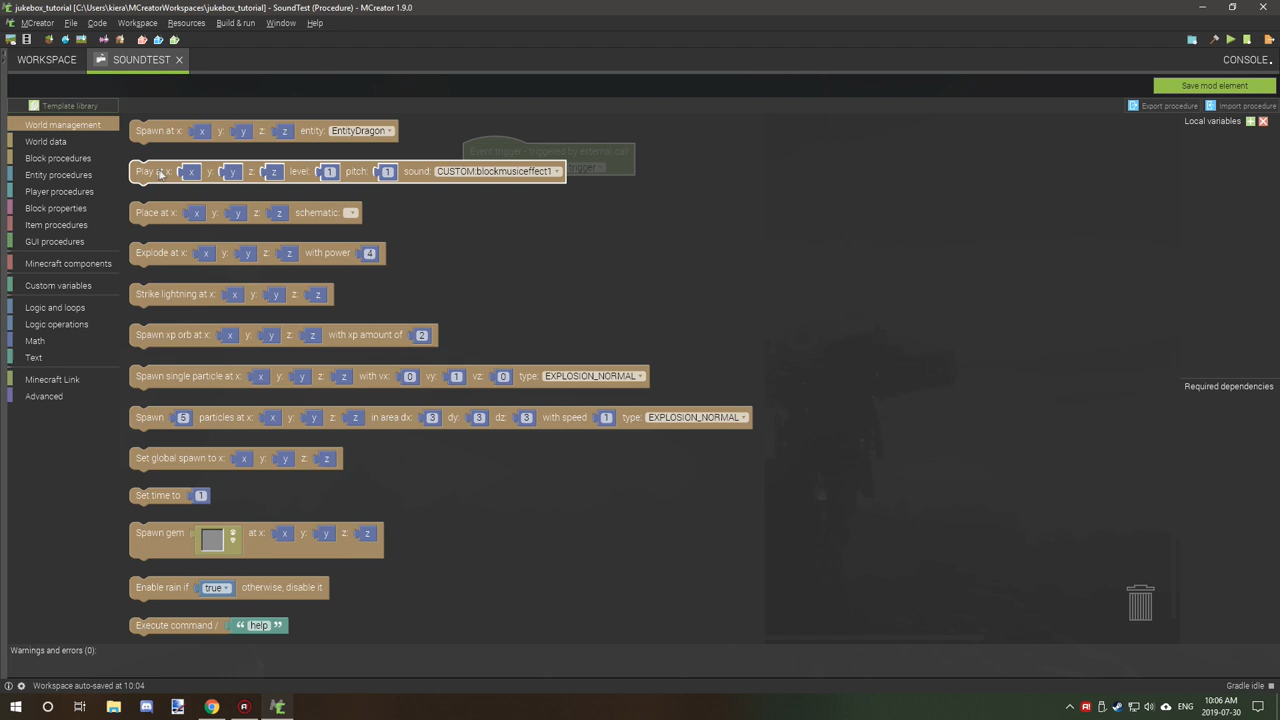 jukebox_tutorial [C:\Users\kiera\MCreatorWorkspaces\jukebox_tutorial] - SoundTest (Procedure) - MCreator 1.9.0
MCreator File Code Workspace Resources Build & run Window Help
WORKSPACE SOUNDTEST CONSOLE
Save mod element
Template library Export procedure Import procedure
World management Local variables
Spawn at x: x y: y z: z entity: EntityDragon
World data
Event trigger - triggered by external call
Block procedures
Play at x: x y: y z: z level: 1 pitch: 1 sound: CUSTOM:blockmusiceffect1
trigger
Entity procedures
Player procedures
Block properties
Place at x: x y: y z: z schematic:
Item procedures
GUI procedures
Explode at x: x y: y z: z with power 4
Minecraft components
Custom variables
Strike lightning at x: x y: y z: z
Logic and loops
Logic operations
Spawn xp orb at x: x y: y z: z with xp amount of 2
Math
Text
Spawn single particle at x: x y: y z: z with vx: 0 vy: 1 vz: 0 type: EXPLOSION_NORMAL
Minecraft Link
Required dependencies
Advanced
Spawn 5 particles at x: x y: y z: z in area dx: 3 dy: 3 dz: 3 with speed 1 type: EXPLOSION_NORMAL
Set global spawn to x: x y: y z: z
Set time to 1
Spawn gem at x: x y: y z: z
Enable rain if true otherwise, disable it
Execute command / “ help ”
Warnings and errors (0):
Workspace auto-saved at 10:04 Gradle idle
ENG 10:06 AM
2019-07-30